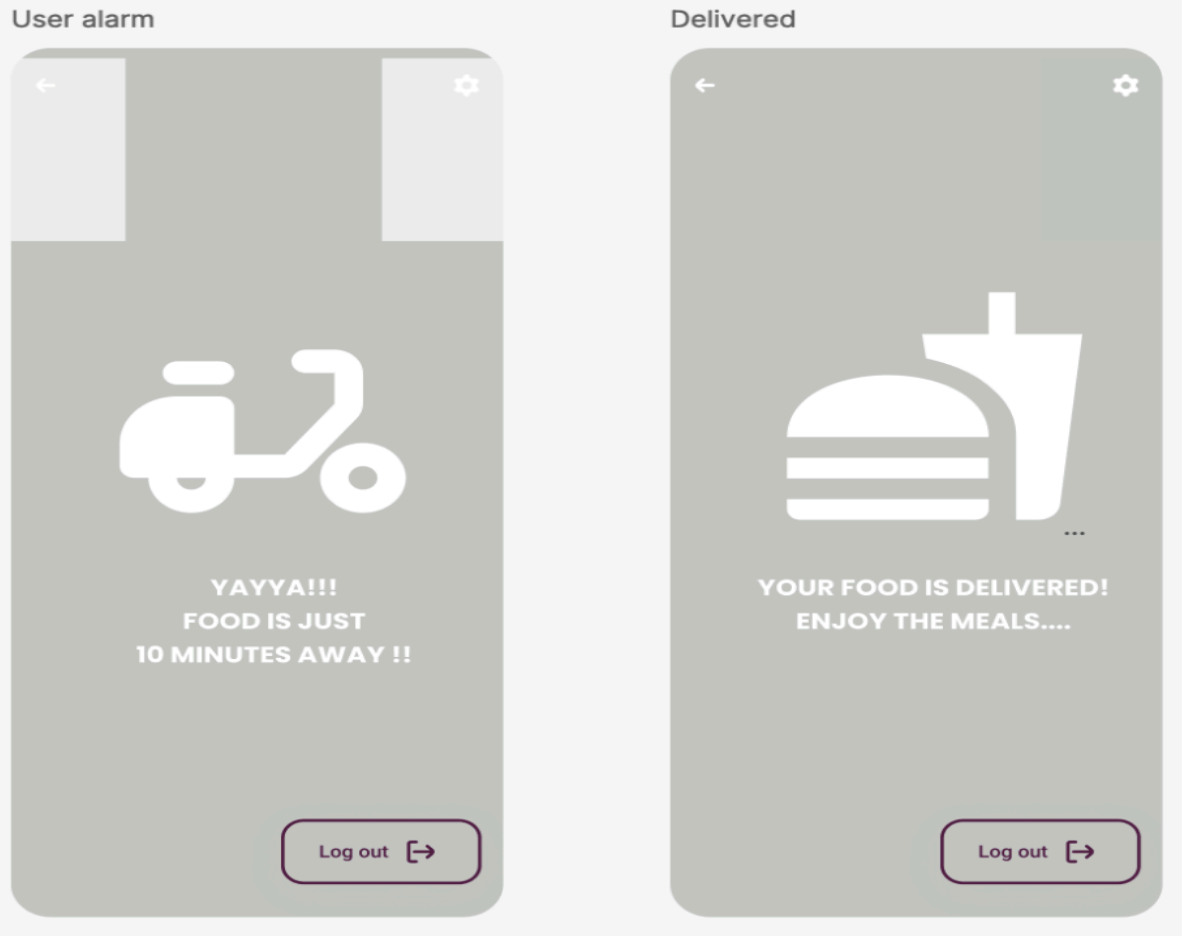 User alarm
Delivered
YAYYA!!!
FOOD IS JUST
10 MINUTES AWAY !!
Log out
...
YOUR FOOD IS DELIVERED!
ENJOY THE MEALS....
Log out